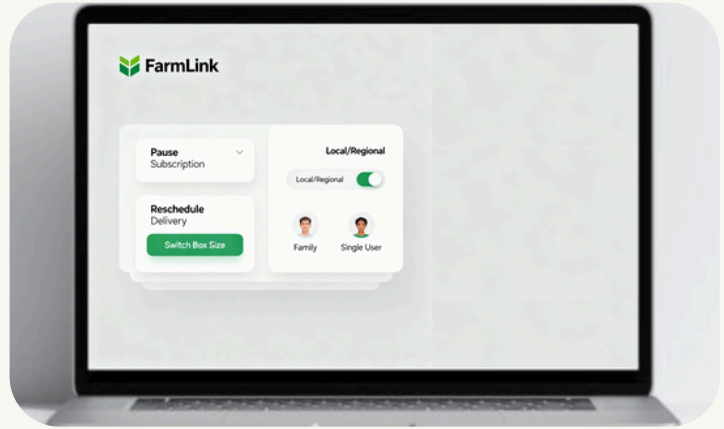 FarmLink
Pause
Subscription
Reschedule
Delivery
Switch Box Size
Local/Regional
Local/Regional
Family
Single User